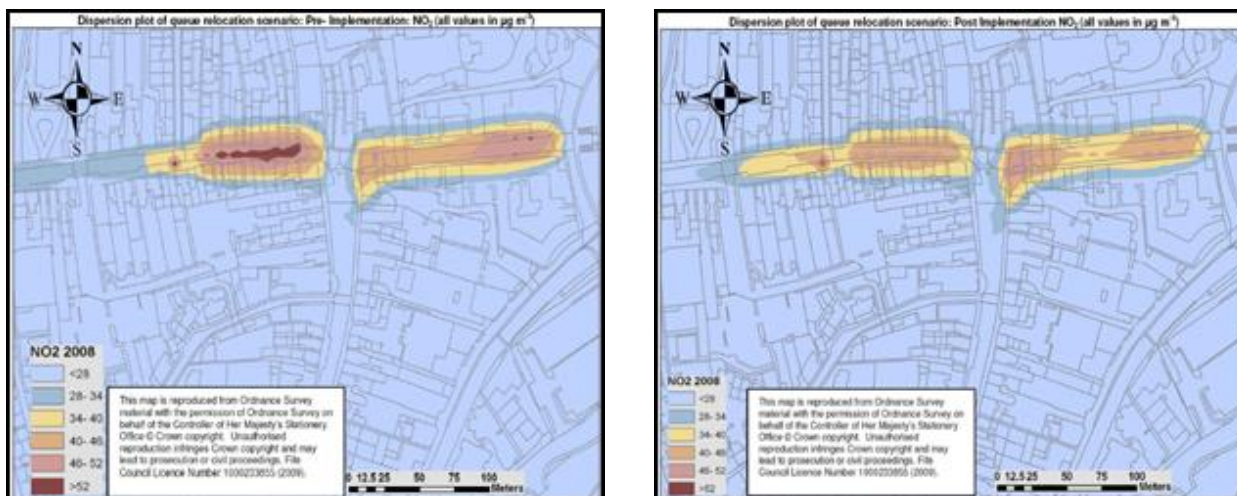 Dispersion plot of queue relocation scenario: Pre- Implementation: NO₂ (all values in µg m⁻³)
N
W E
S
NO2 2008
<28
28- 34
34- 40
40- 46
46- 52
>52
This map is reproduced from Ordnance Survey
material with the permission of Ordnance Survey on
behalf of the Controller of Her Majesty's Stationery
Office © Crown copyright. Unauthorised
reproduction infringes Crown copyright and may
lead to prosecution or civil proceedings. Fife
Council Licence Number 1000233855 (2009).
0 12.5 25 50 75 100
Meters
Dispersion plot of queue relocation scenario: Post Implementation NO₂ (all values in µg m⁻³)
N
W E
S
NO2 2008
<28
28- 34
34- 40
40- 46
46- 52
>52
This map is reproduced from Ordnance Survey
material with the permission of Ordnance Survey on
behalf of the Controller of Her Majesty's Stationery
Office © Crown copyright. Unauthorised
reproduction infringes Crown copyright and may
lead to prosecution or civil proceedings. Fife
Council Licence Number 1000233855 (2009).
0 12.5 25 50 75 100
Meters